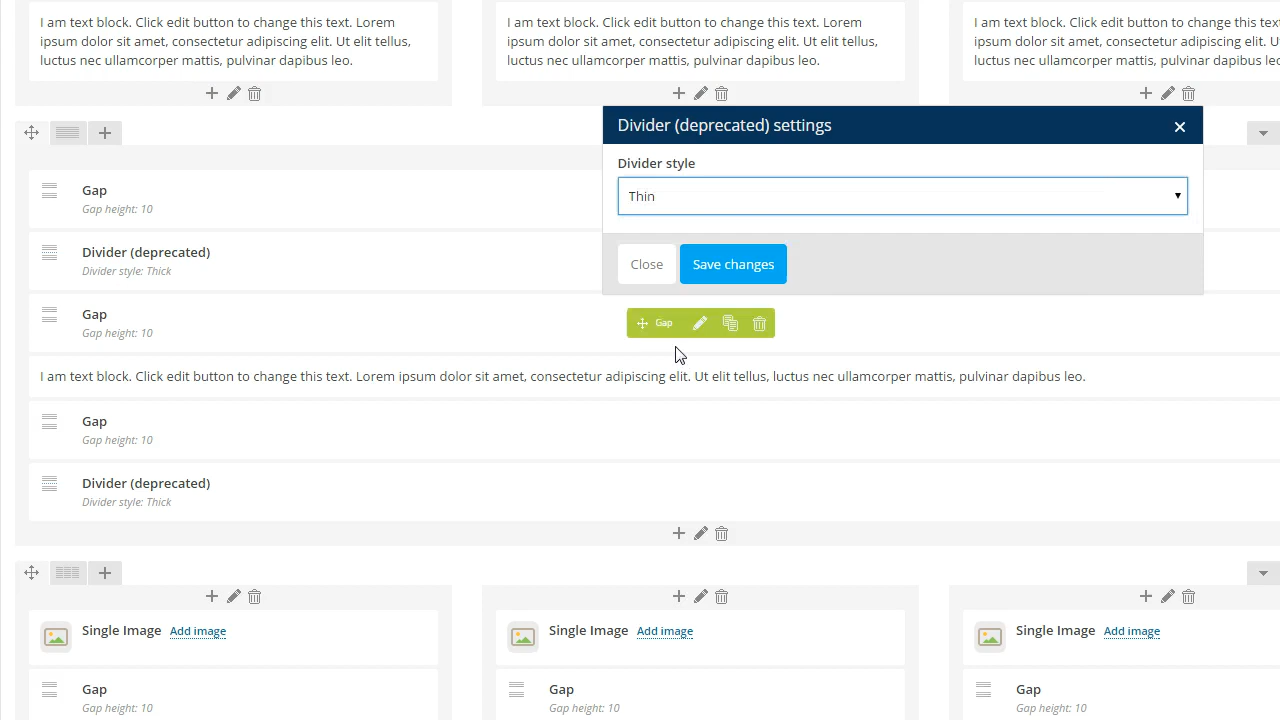 I am text block. Click edit button to change this text. Lorem
ipsum dolor sit amet, consectetur adipiscing elit. Ut elit tellus,
luctus nec ullamcorper mattis, pulvinar dapibus leo.
I am text block. Click edit button to change this text. Lorem
ipsum dolor sit amet, consectetur adipiscing elit. Ut elit tellus,
luctus nec ullamcorper mattis, pulvinar dapibus leo.
I am text block. Click edit button to change this
ipsum dolor sit amet, consectetur adipiscing elit.
luctus nec ullamcorper mattis, pulvinar dapibus leo.
Divider (deprecated) settings
Divider style
Thin
Close
Save changes
Gap
Gap height: 10
Divider (deprecated)
Divider style: Thick
Gap
Gap height: 10
Gap
I am text block. Click edit button to change this text. Lorem ipsum dolor sit amet, consectetur adipiscing elit. Ut elit tellus, luctus nec ullamcorper mattis, pulvinar dapibus leo.
Gap
Gap height: 10
Divider (deprecated)
Divider style: Thick
Single Image Add image
Gap
Gap height: 10
Single Image Add image
Gap
Gap height: 10
Single Image Add image
Gap
Gap height: 10